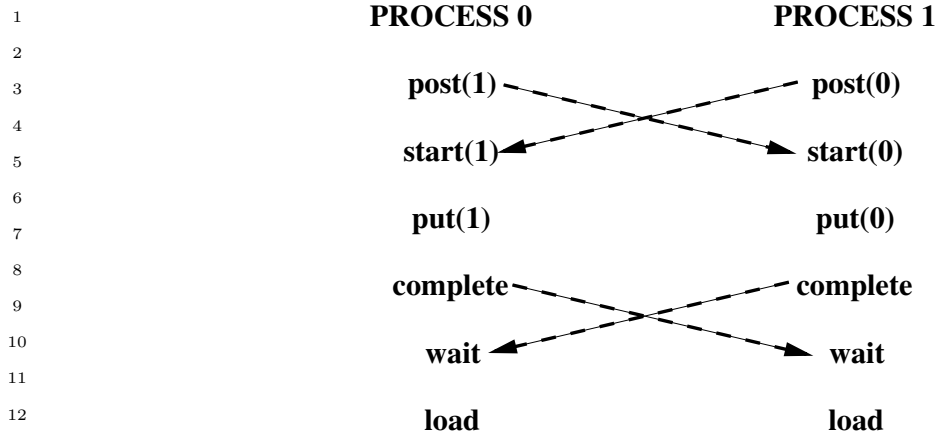 1 PROCESS 0 PROCESS 1
2
3 post(1) post(0)
4
5 start(1) start(0)
6
7 put(1) put(0)
8 complete complete
9
10 wait wait
11
12 load load